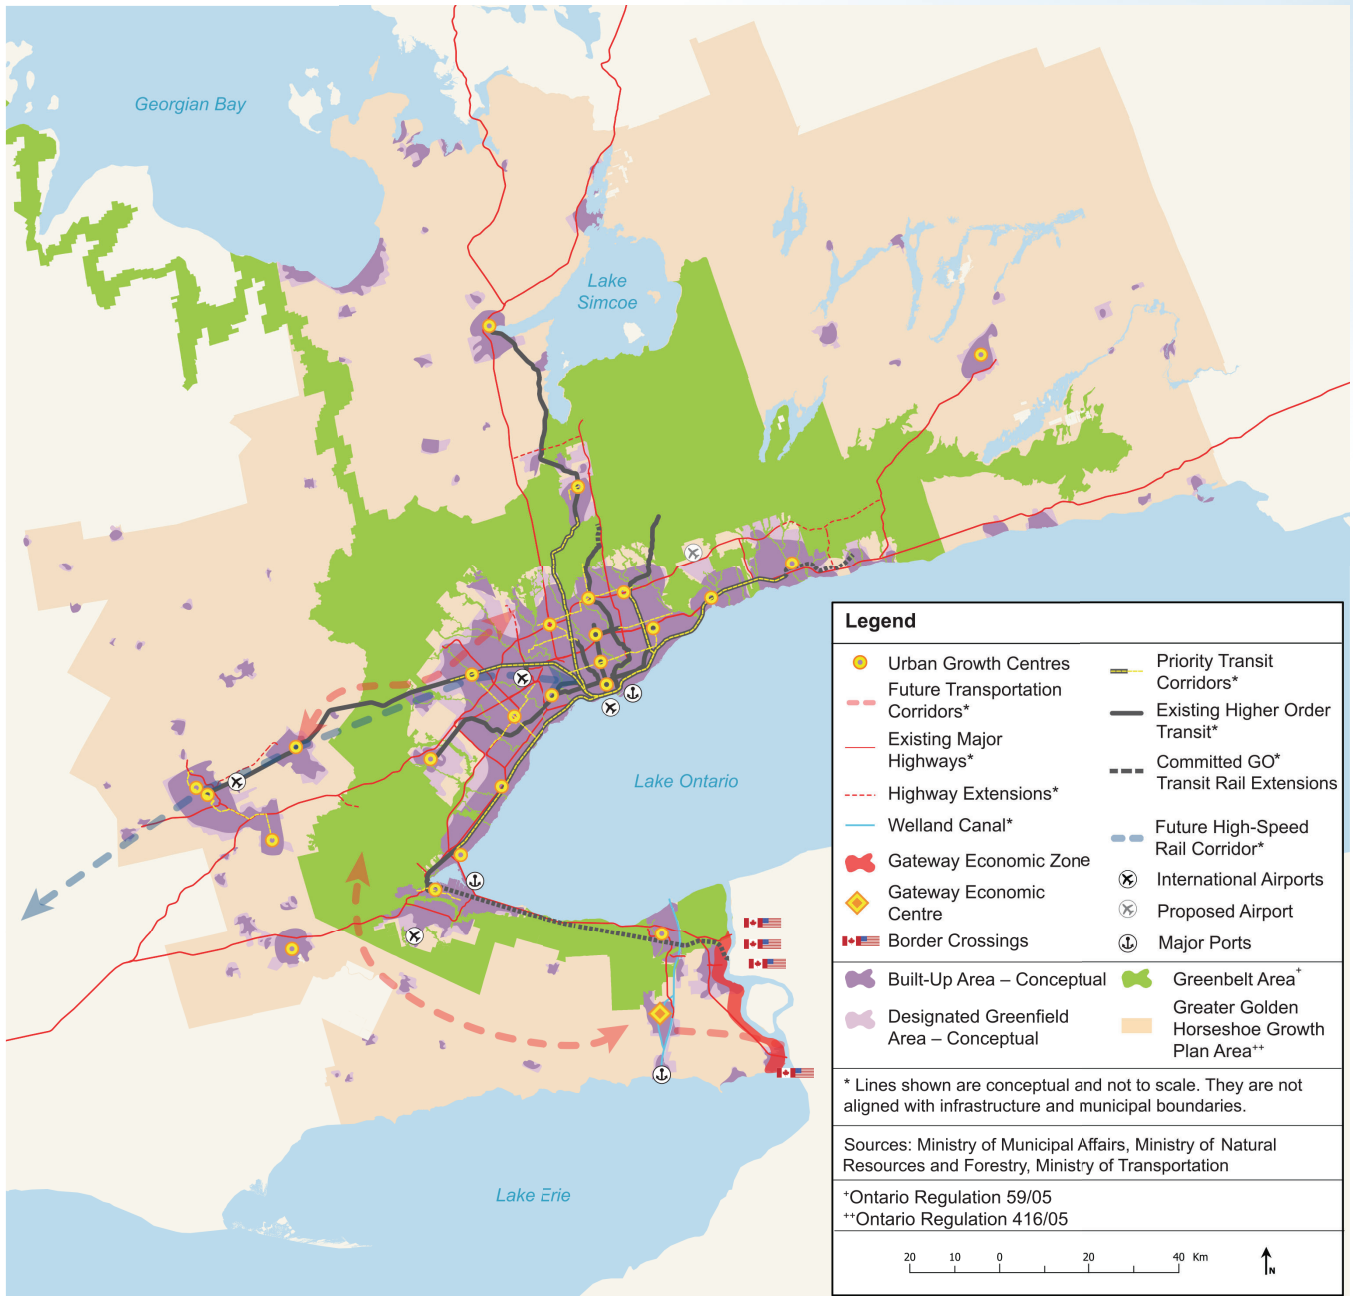 Georgian Bay
Lake
Simcoe
Lake Ontario
Lake Erie
Legend
Urban Growth Centres
Future Transportation
Corridors*
Existing Major
Highways*
Highway Extensions*
Welland Canal*
Gateway Economic Zone
Gateway Economic
Centre
Border Crossings
Priority Transit
Corridors*
Existing Higher Order
Transit*
Committed GO*
Transit Rail Extensions
Future High-Speed
Rail Corridor*
International Airports
Proposed Airport
Major Ports
Built-Up Area – Conceptual
Designated Greenfield
Area – Conceptual
Greenbelt Area+
Greater Golden
Horseshoe Growth
Plan Area++
* Lines shown are conceptual and not to scale. They are not
aligned with infrastructure and municipal boundaries.
Sources: Ministry of Municipal Affairs, Ministry of Natural
Resources and Forestry, Ministry of Transportation
+Ontario Regulation 59/05
++Ontario Regulation 416/05
20 10 0 20 40 Km
N